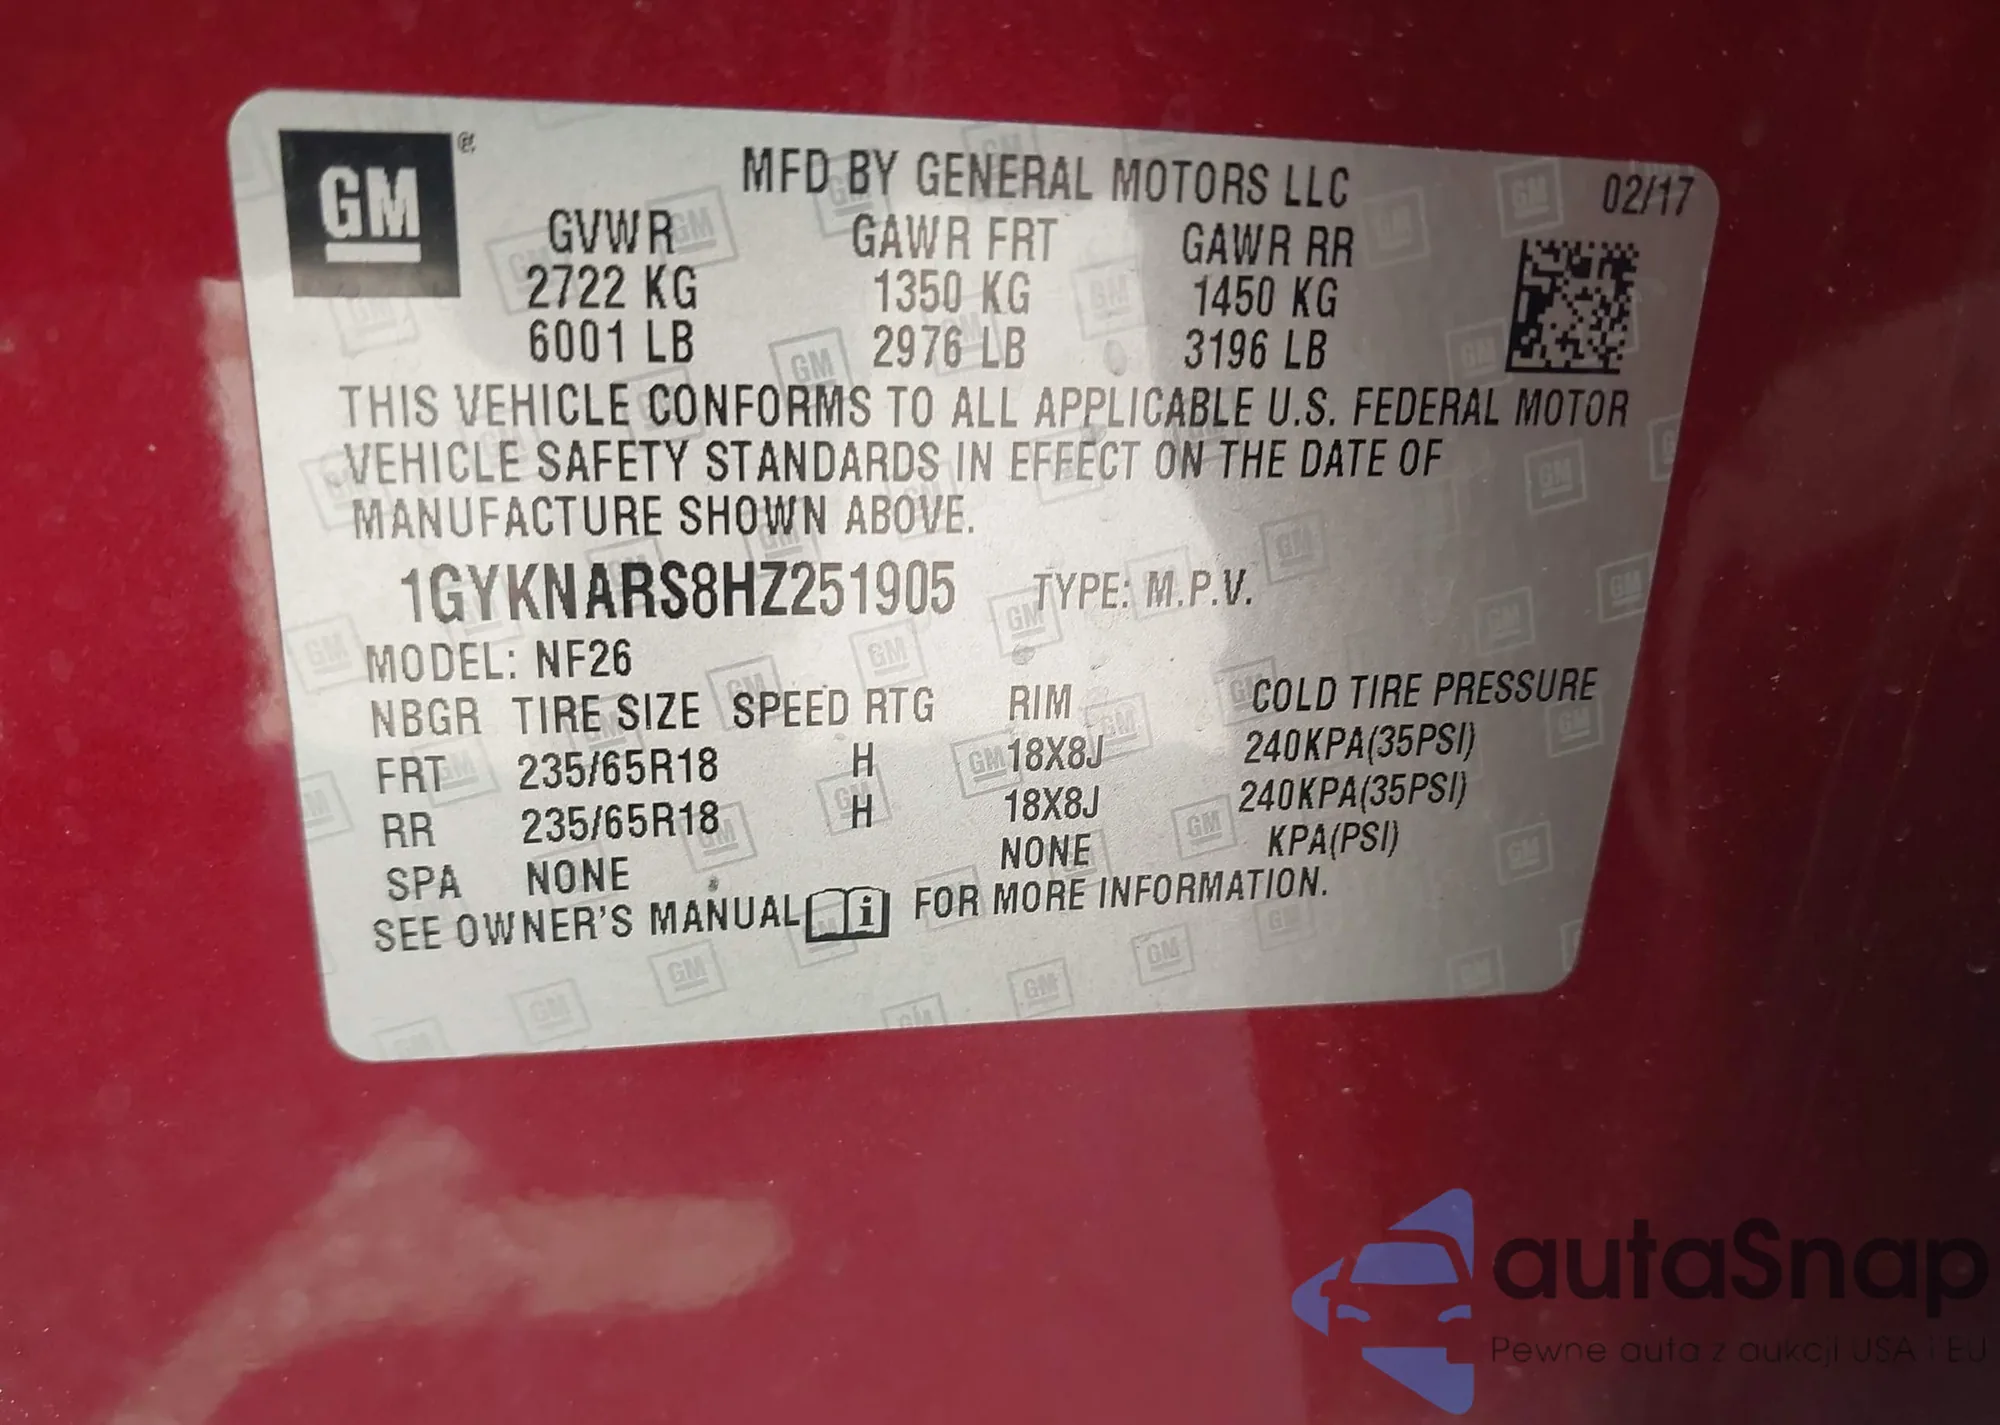 GM
MFD BY GENERAL MOTORS LLC 02/17
GVWR GAWR FRT GAWR RR
2722 KG 1350 KG 1450 KG
6001 LB 2976 LB 3196 LB
THIS VEHICLE CONFORMS TO ALL APPLICABLE U.S. FEDERAL MOTOR
VEHICLE SAFETY STANDARDS IN EFFECT ON THE DATE OF
MANUFACTURE SHOWN ABOVE.
1GYKNARS8HZ251905 TYPE: M.P.V.
MODEL: NF26
NBGR TIRE SIZE SPEED RTG RIM COLD TIRE PRESSURE
FRT 235/65R18 H 18X8J 240KPA(35PSI)
RR 235/65R18 H 18X8J 240KPA(35PSI)
SPA NONE NONE KPA(PSI)
SEE OWNER'S MANUAL i FOR MORE INFORMATION.
autaSnap
Pewne auta z aukcji USA i EU